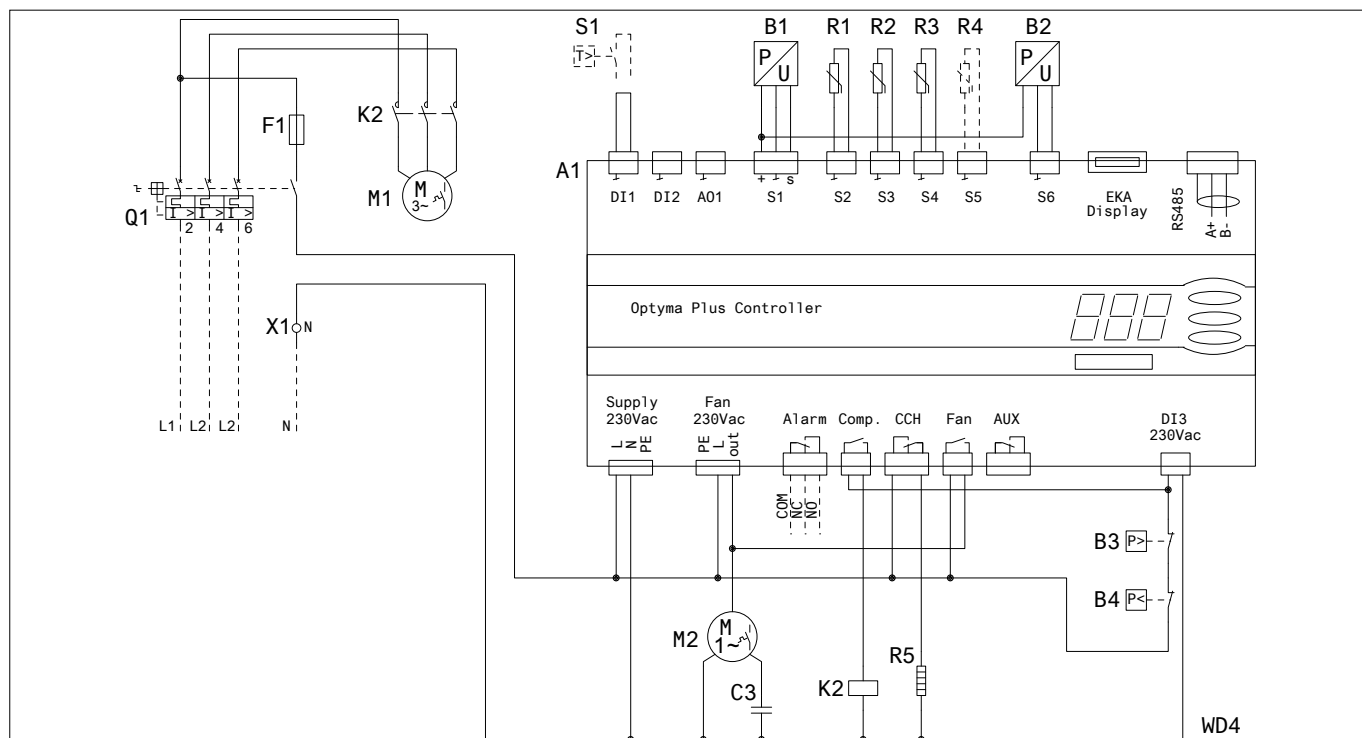 S1
B1
R1
R2
R3
R4
B2
T>
P
U
P
U
F1
K2
A1
M1
M
3~
Q1
I >
I >
I >
2
4
6
+
s
DI1
DI2
AO1
S1
S2
S3
S4
S5
S6
EKA
Display
RS485
A+
B-
Optyma Plus Controller
X1
N
L1
L2
L2
N
Supply
230Vac
Fan
230Vac
Alarm
Comp.
CCH
Fan
AUX
DI3
230Vac
L
N
PE
PE
L
out
COM
NC
NO
B3
P>
B4
P<
M2
M
1~
C3
K2
R5
WD4